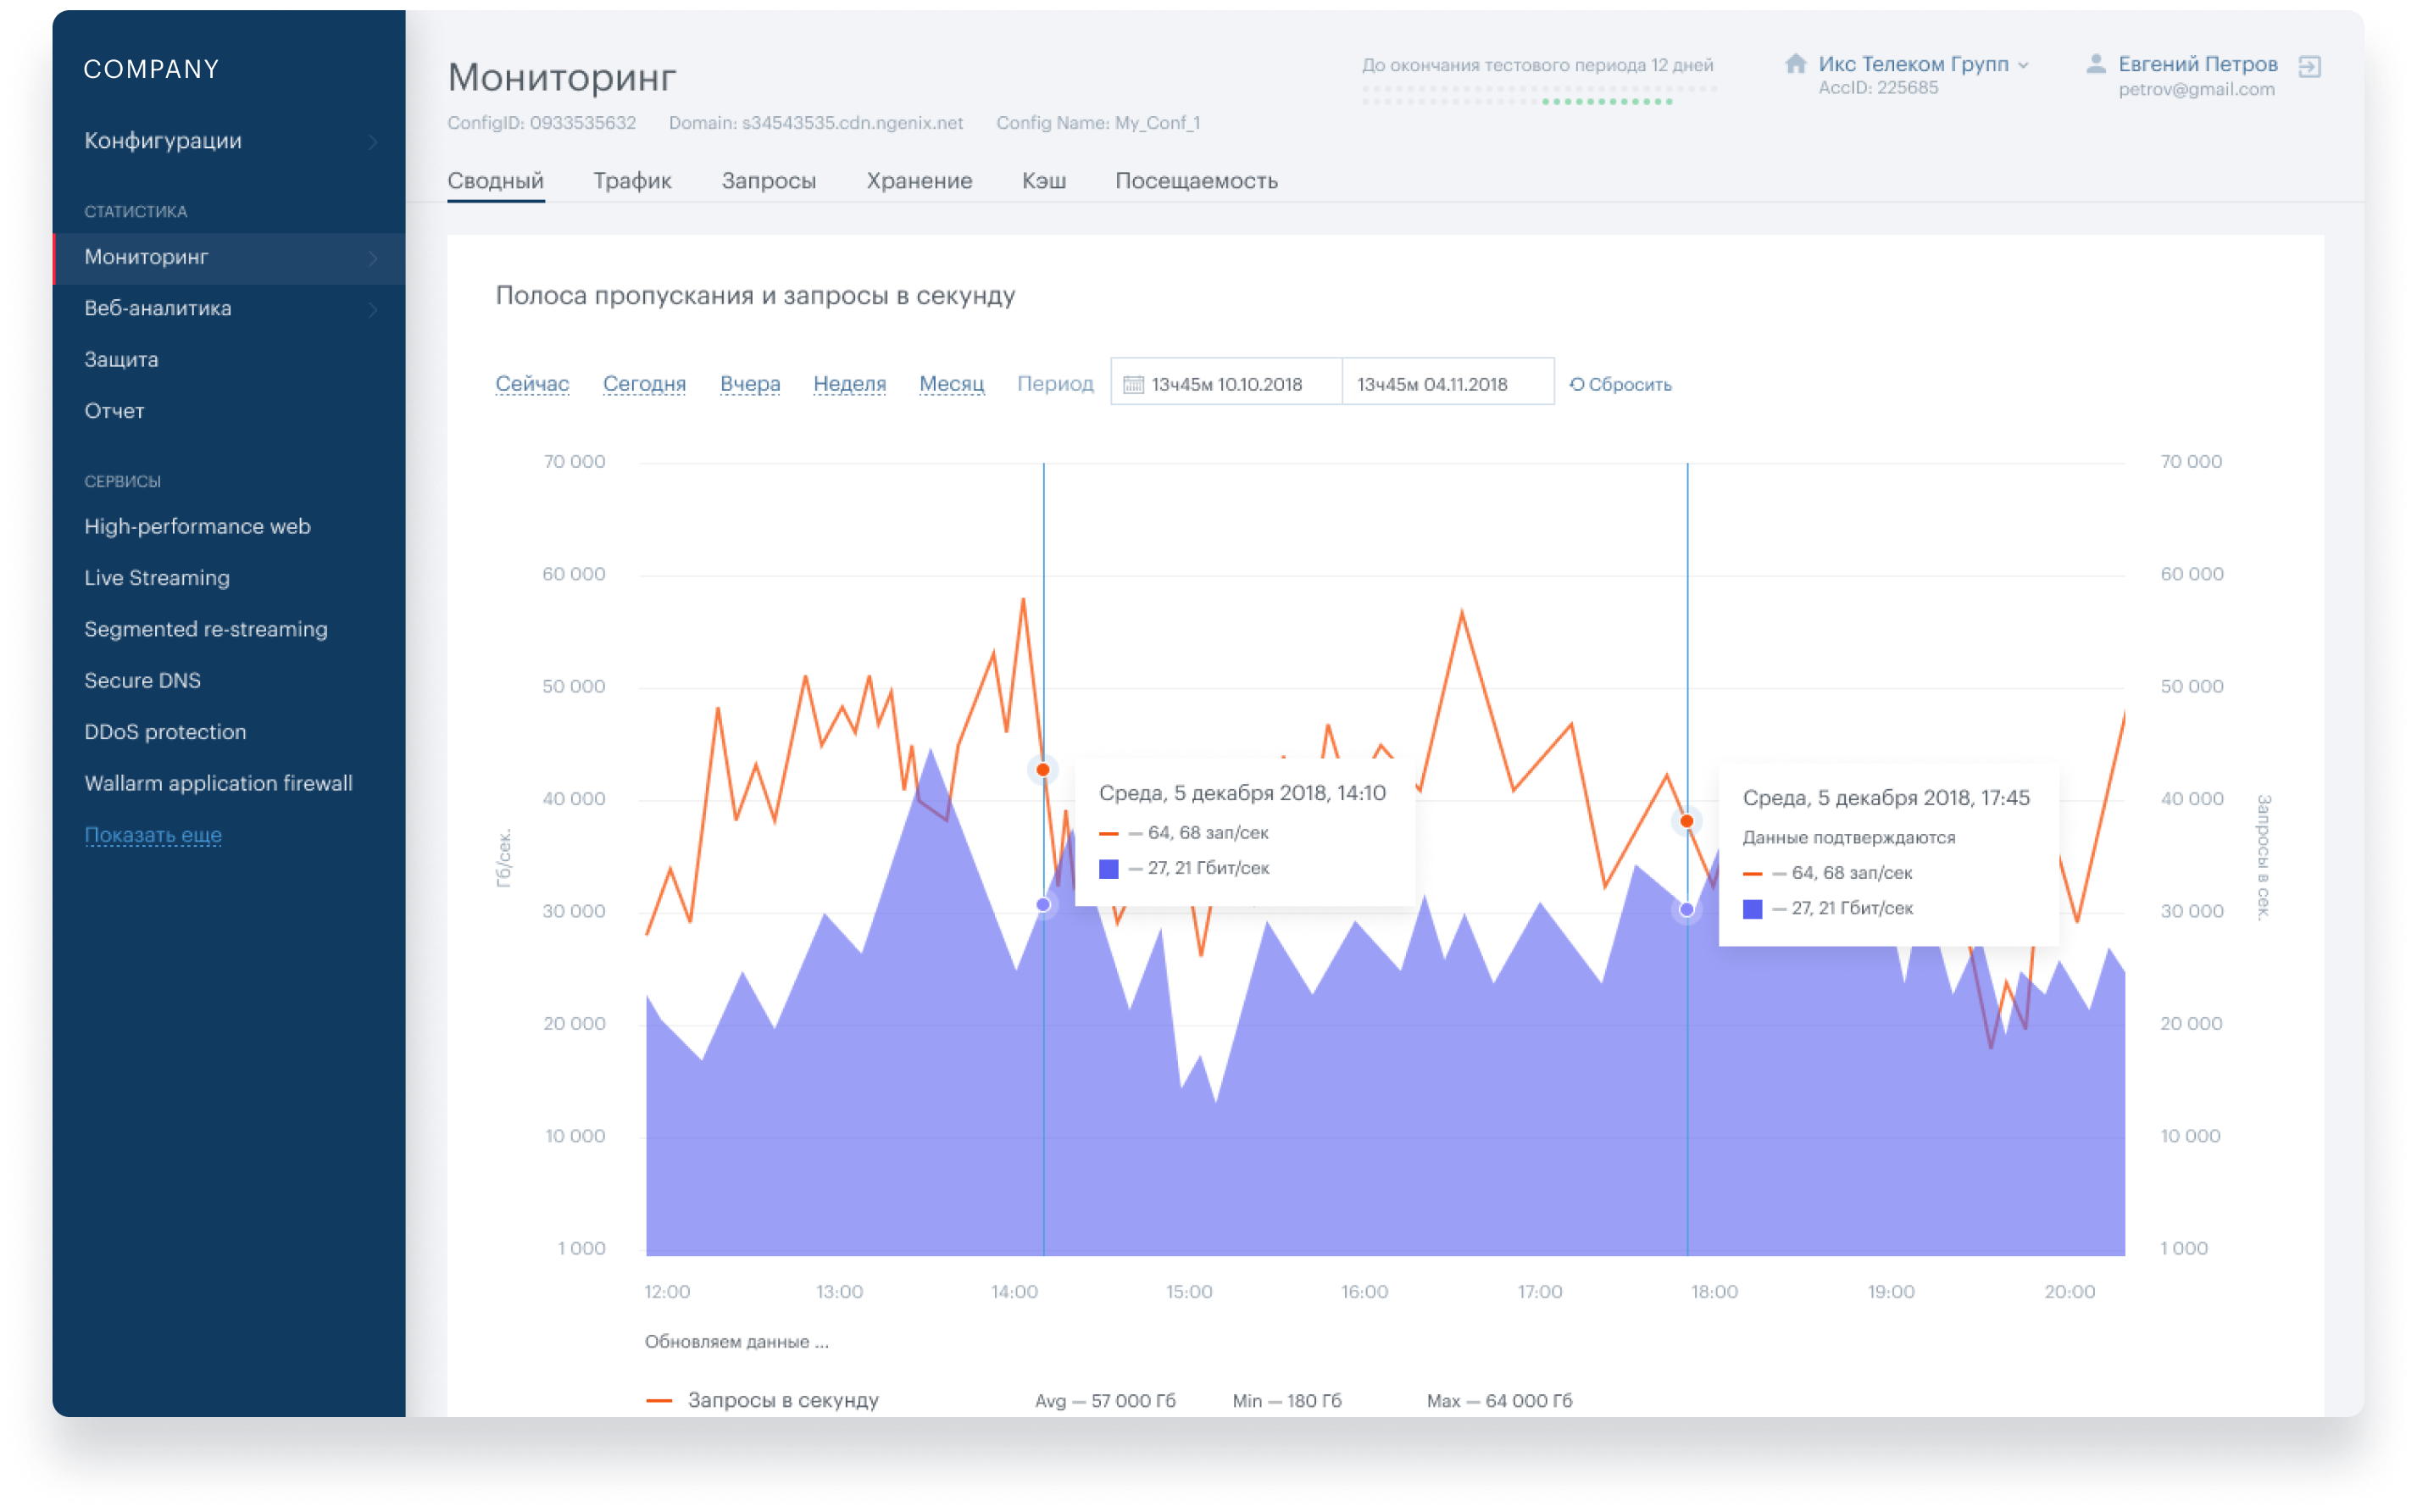 COMPANY
Конфигурации
СТАТИСТИКА
Мониторинг
Веб-аналитика
Защита
Отчет
СЕРВИСЫ
High-performance web
Live Streaming
Segmented re-streaming
Secure DNS
DDoS protection
Wallarm application firewall
Показать еще
Мониторинг
ConfigID: 0933535632 Domain: s34543535.cdn.ngenix.net Config Name: My_Conf_1
До окончания тестового периода 12 дней
Икс Телеком Групп
AccID: 225685
Евгений Петров
petrov@gmail.com
Сводный Трафик Запросы Хранение Кэш Посещаемость
Полоса пропускания и запросы в секунду
Сейчас Сегодня Вчера Неделя Месяц Период 13ч45м 10.10.2018 13ч45м 04.11.2018 Сбросить
70 000 70 000
60 000 60 000
50 000 50 000
40 000 40 000
30 000 30 000
20 000 20 000
10 000 10 000
1 000 1 000
Гб/сек.
Запросы в сек.
Среда, 5 декабря 2018, 14:10
— 64, 68 зап/сек
— 27, 21 Гбит/сек
Среда, 5 декабря 2018, 17:45
Данные подтверждаются
— 64, 68 зап/сек
— 27, 21 Гбит/сек
12:00 13:00 14:00 15:00 16:00 17:00 18:00 19:00 20:00
Обновляем данные ...
Запросы в секунду Avg — 57 000 Гб Min — 180 Гб Max — 64 000 Гб